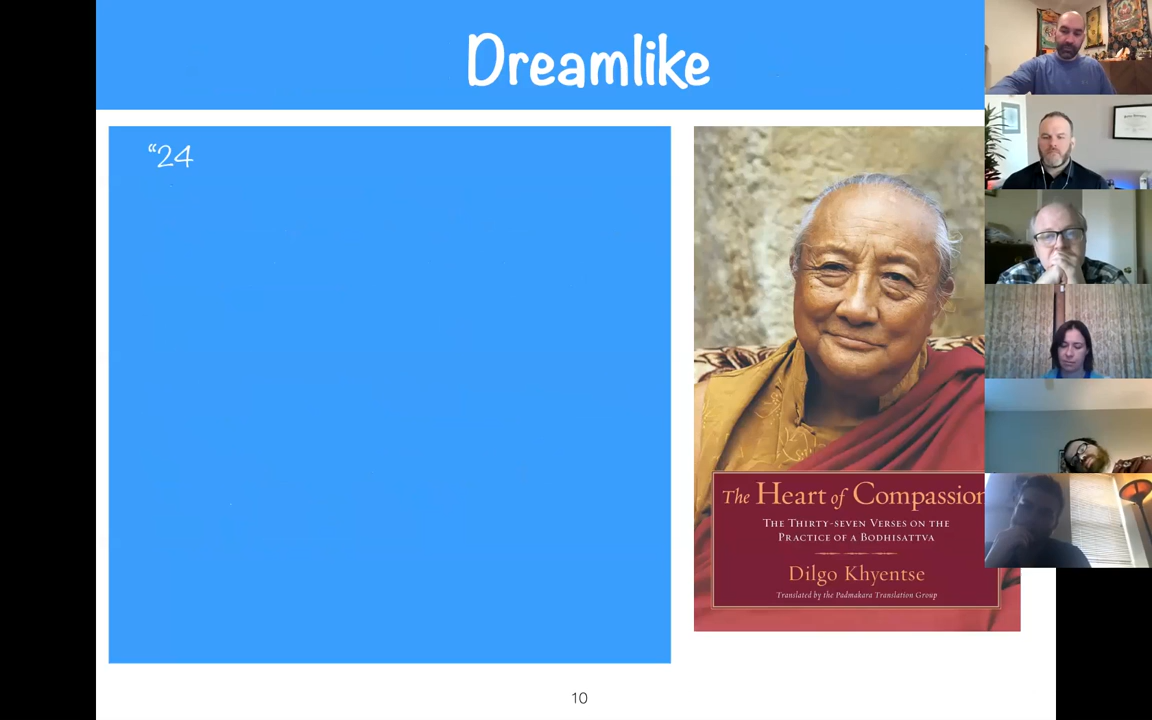 Dreamlike
“24
The Heart of Compassion
The Thirty-seven Verses on the
Practice of a Bodhisattva
Dilgo Khyentse
Translated by the Padmakara Translation Group
10